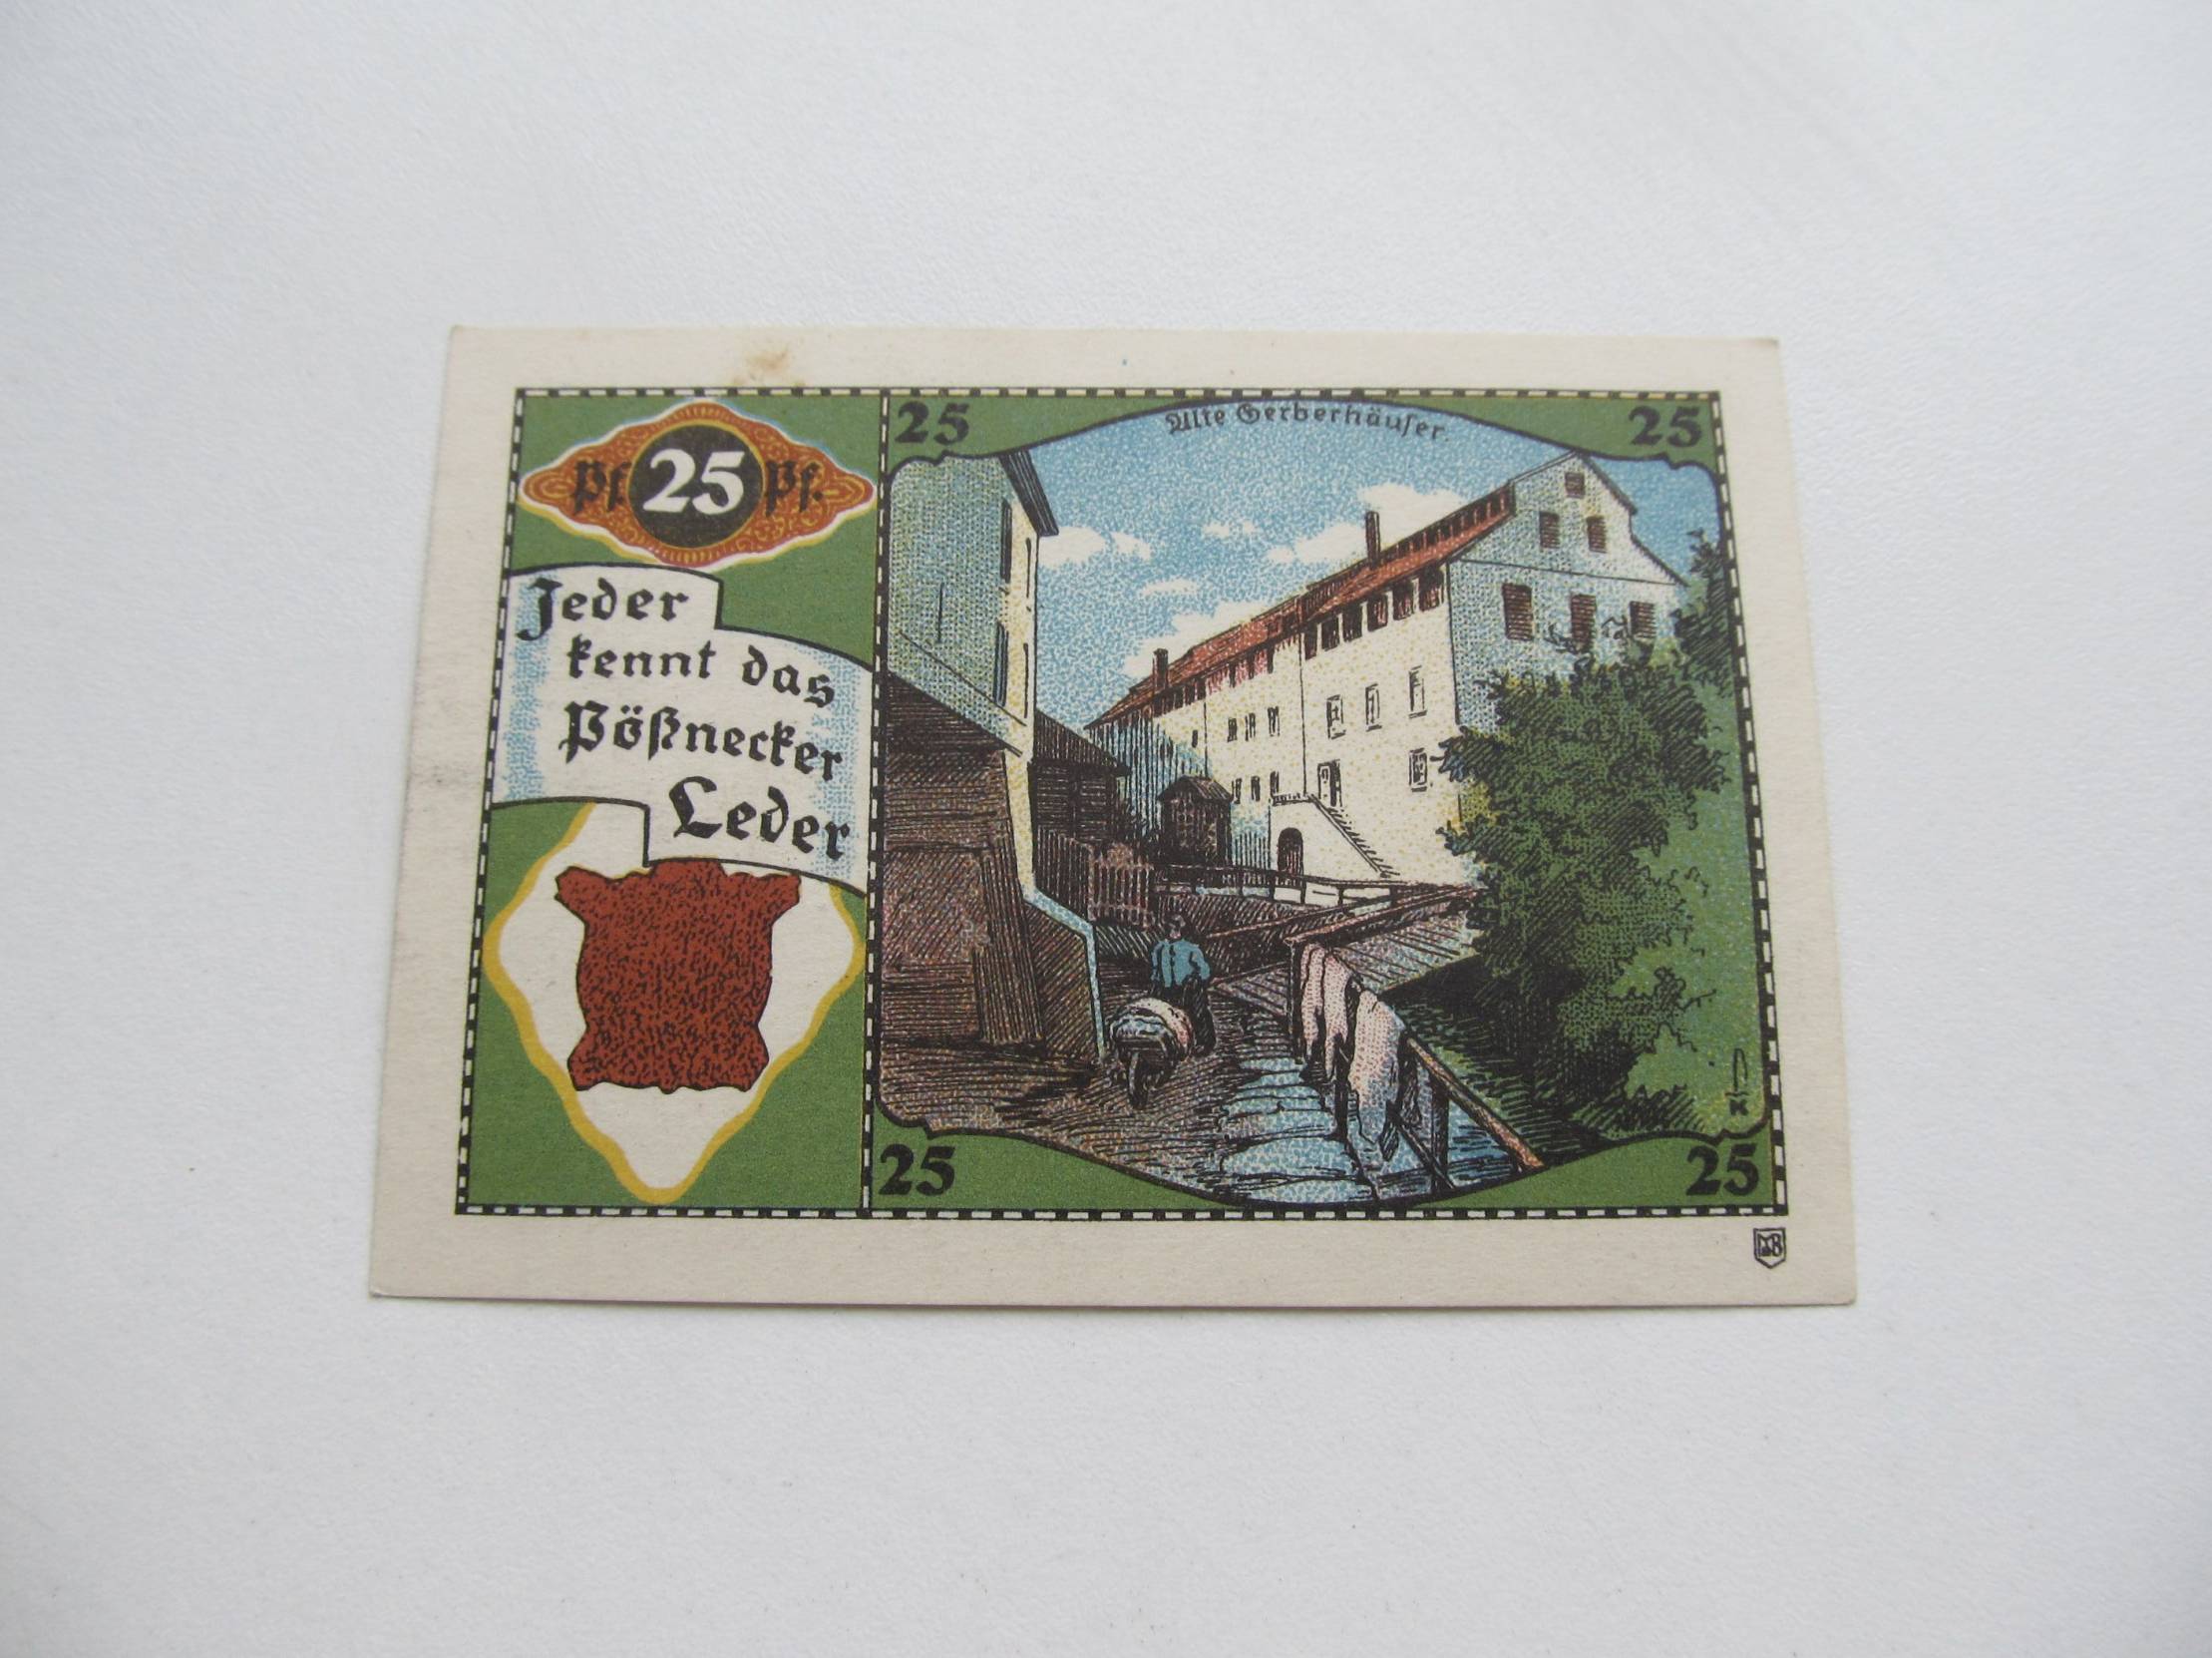 Pf. 25 Pf.
Jeder
kennt das
Pößnecker
Leder
25 Alte Gerberhäuser. 25
25 25